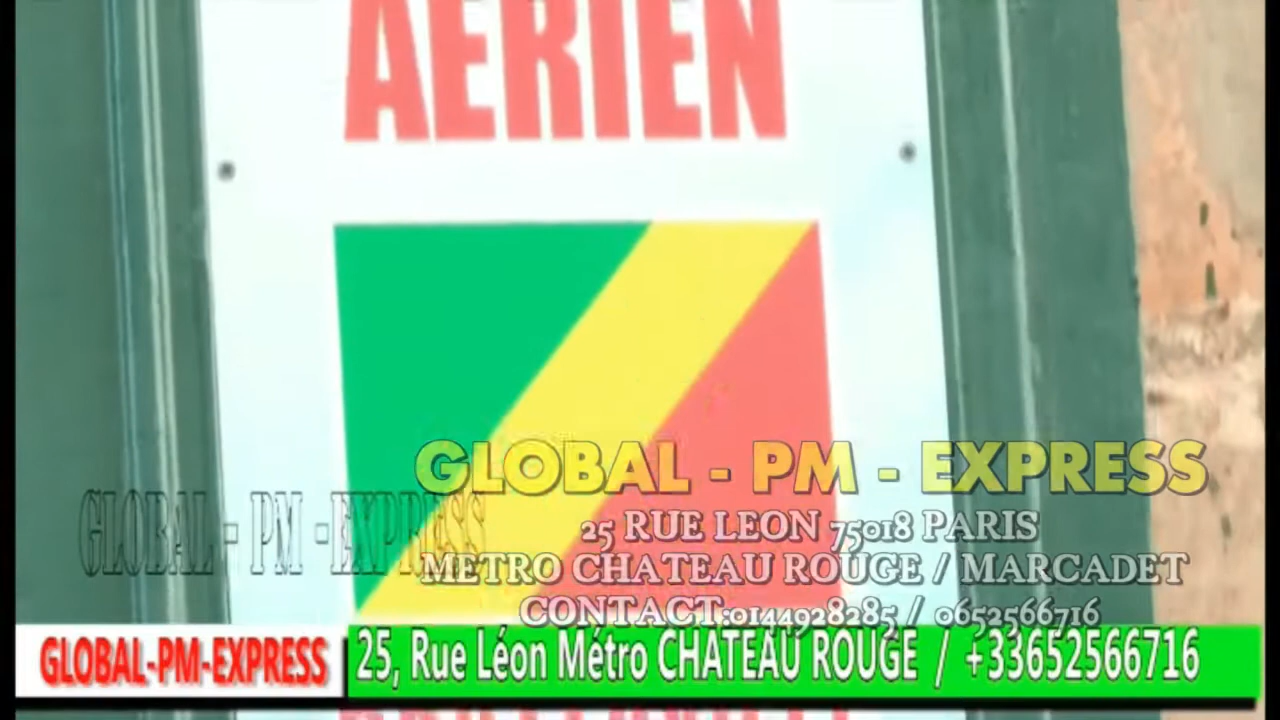 AERIEN
GLOBAL - PM - EXPRESS
25 RUE LEON 75018 PARIS
GLOBAL - PM - EXPRESS
METRO CHATEAU ROUGE / MARCADET
CONTACT:0144928285 / 0652566716
GLOBAL-PM-EXPRESS
25, Rue Léon Métro CHATEAU ROUGE / +33652566716